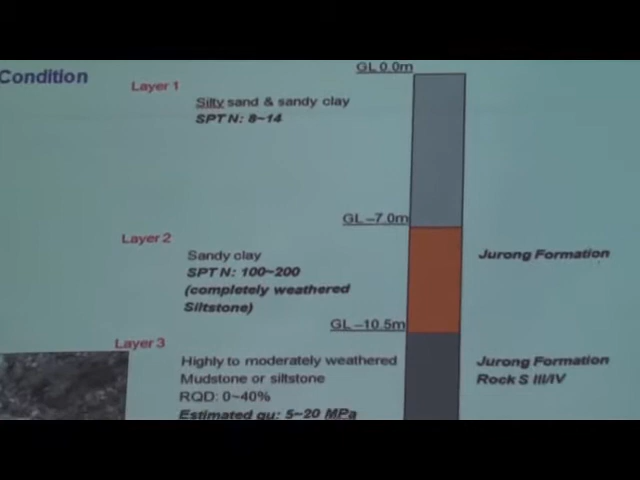 Condition
GL 0.0m
Layer 1
Silty sand & sandy clay
SPT N: 8~14
GL –7.0m
Layer 2
Sandy clay
SPT N: 100~200
(completely weathered
Siltstone)
Jurong Formation
GL –10.5m
Layer 3
Highly to moderately weathered
Mudstone or siltstone
RQD: 0~40%
Estimated qu: 5~20 MPa
Jurong Formation
Rock S III/IV